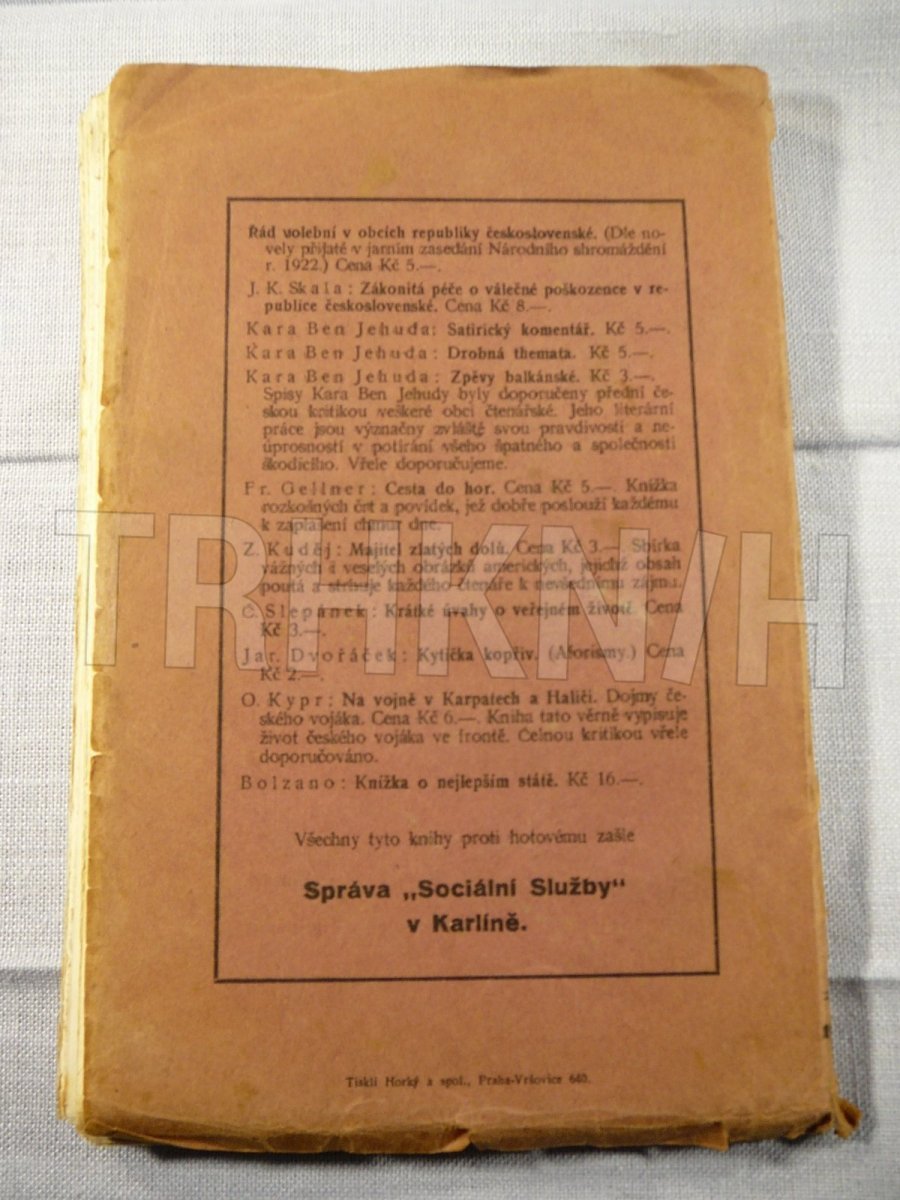 Řád volební v obcích republiky československé. (Dle no-
vely přijaté v jarním zasedání Národního shromáždění
r. 1922.) Cena Kč 5.—.
J. K. Skala: Zákonitá péče o válečné poškozence v re-
publice československé. Cena Kč 8.—.
Kara Ben Jehuda: Satirický komentář. Kč 5.—.
Kara Ben Jehuda: Drobná themata. Kč 5.—.
Kara Ben Jehuda: Zpěvy balkánské. Kč 3.—.
Spisy Kara Ben Jehudy byly doporučeny přední če-
skou kritikou veškeré obci čtenářské. Jeho literární
práce jsou význačny zvláště svou pravdivostí a ne-
úprosností v potírání všeho špatného a společnosti
škodícího. Vřele doporučujeme.
Fr. Gellner: Cesta do hor. Cena Kč 5.—. Knížka
rozkošných črt a povídek, jež dobře poslouží každému
k zaplašení chmur dne.
Z. Kuděj: Majitel zlatých dolů. Cena Kč 3.—. Sbírka
vážných i veselých obrázků amerických, jejichž obsah
poutá a strhuje každého čtenáře k nevšednímu zájmu.
Č. Slepánek: Krátké úvahy o veřejném životě. Cena
Kč 3.—.
Jar. Dvořáček: Kytička kopřiv. (Aforismy.) Cena
Kč 2.—.
O. Kypr: Na vojně v Karpatech a Haliči. Dojmy če-
ského vojáka. Cena Kč 6.—. Kniha tato věrně vypisuje
život českého vojáka ve frontě. Čelnou kritikou vřele
doporučováno.
Bolzano: Knížka o nejlepším státě. Kč 16.—.
Všechny tyto knihy proti hotovému zašle
Správa „Sociální Služby"
v Karlíně.
Tiskli Horký a spol., Praha-Vršovice 640.